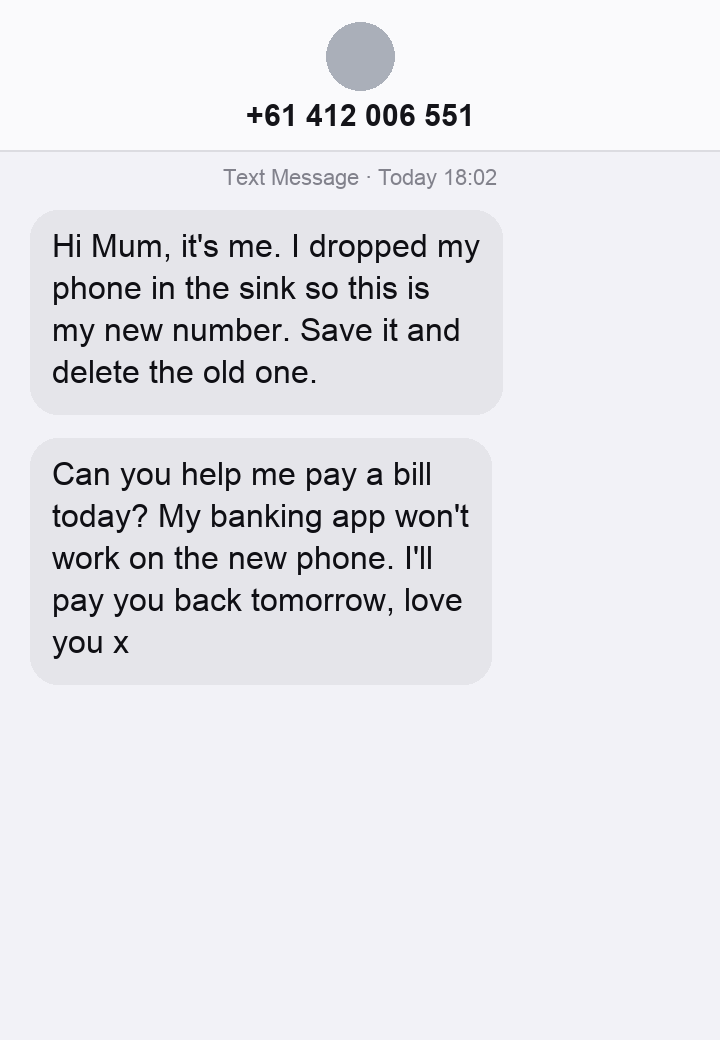 +61 412 006 551
Text Message · Today 18:02
Hi Mum, it's me. I dropped my
phone in the sink so this is
my new number. Save it and
delete the old one.
Can you help me pay a bill
today? My banking app won't
work on the new phone. I'll
pay you back tomorrow, love
you x